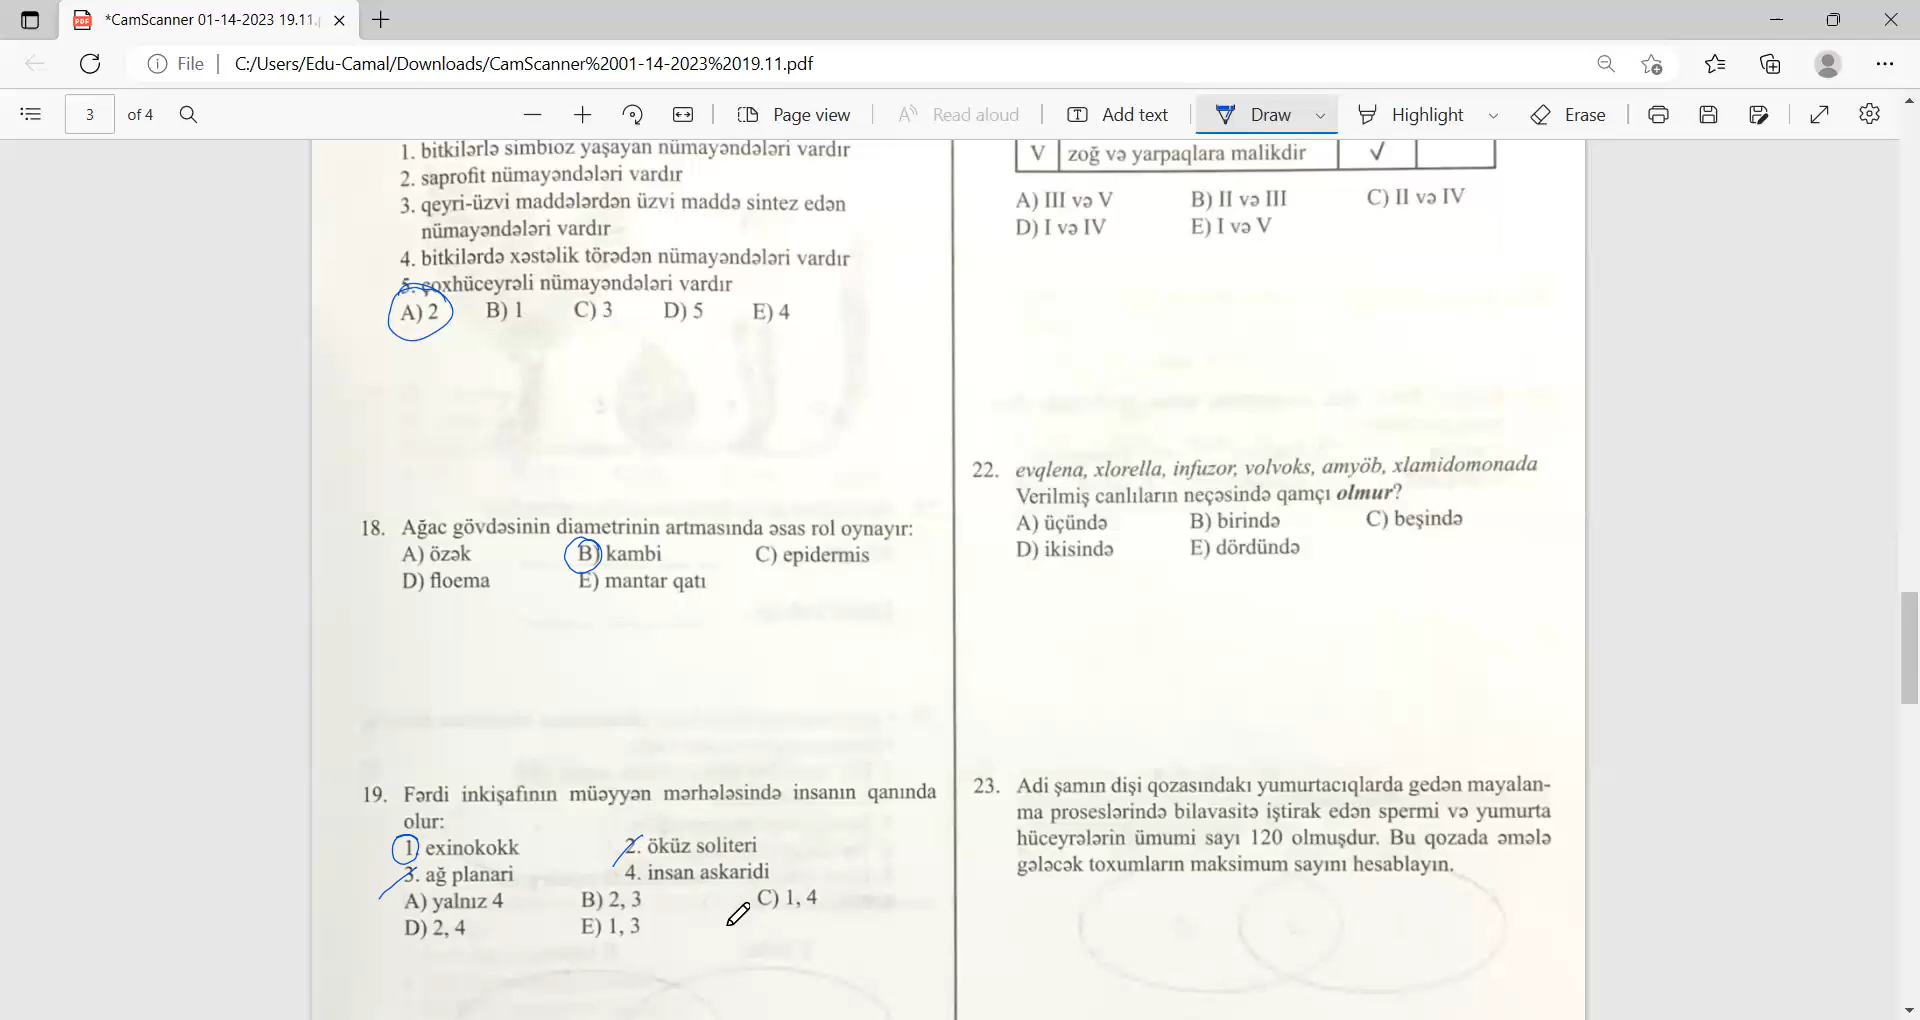 *CamScanner 01-14-2023 19.11.
File
C:/Users/Edu-Camal/Downloads/CamScanner%2001-14-2023%2019.11.pdf
3 of 4
Page view
Read aloud
Add text
Draw
Highlight
Erase
1. bitkilərlə simbioz yaşayan nümayəndələri vardır
2. saprofit nümayəndələri vardır
3. qeyri-üzvi maddələrdən üzvi maddə sintez edən
nümayəndələri vardır
4. bitkilərdə xəstəlik törədən nümayəndələri vardır
5. çoxhüceyrəli nümayəndələri vardır
A) 2 B) 1 C) 3 D) 5 E) 4
18. Ağac gövdəsinin diametrinin artmasında əsas rol oynayır:
A) özək B) kambi C) epidermis
D) floema E) mantar qatı
19. Fərdi inkişafının müəyyən mərhələsində insanın qanında
olur:
1. exinokokk 2. öküz soliteri
3. ağ planari 4. insan askaridi
A) yalnız 4 B) 2, 3 C) 1, 4
D) 2, 4 E) 1, 3
V zoğ və yarpaqlara malikdir ✓
A) III və V B) II və III C) II və IV
D) I və IV E) I və V
22. evqlena, xlorella, infuzor, volvoks, amyöb, xlamidomonada
Verilmiş canlıların neçəsində qamçı olmur?
A) üçündə B) birində C) beşində
D) ikisində E) dördündə
23. Adi şamın dişi qozasındakı yumurtacıqlarda gedən mayalan-
ma proseslərində bilavasitə iştirak edən spermi və yumurta
hüceyrələrin ümumi sayı 120 olmuşdur. Bu qozada əmələ
gələcək toxumların maksimum sayını hesablayın.